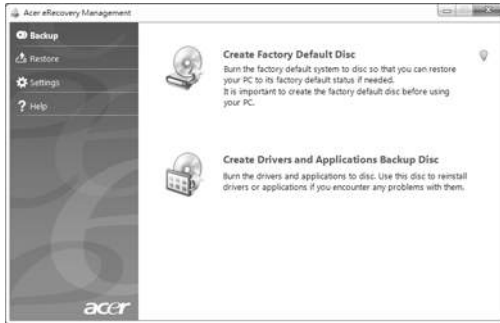 Acer eRecovery Management
Backup
Restore
Settings
Help
Create Factory Default Disc
Burn the factory default system to disc so that you can restore
your PC to its factory default status if needed.
It is important to create the factory default disc before using
your PC.
Create Drivers and Applications Backup Disc
Burn the drivers and applications to disc. Use this disc to reinstall
drivers or applications if you encounter any problems with them.
acer